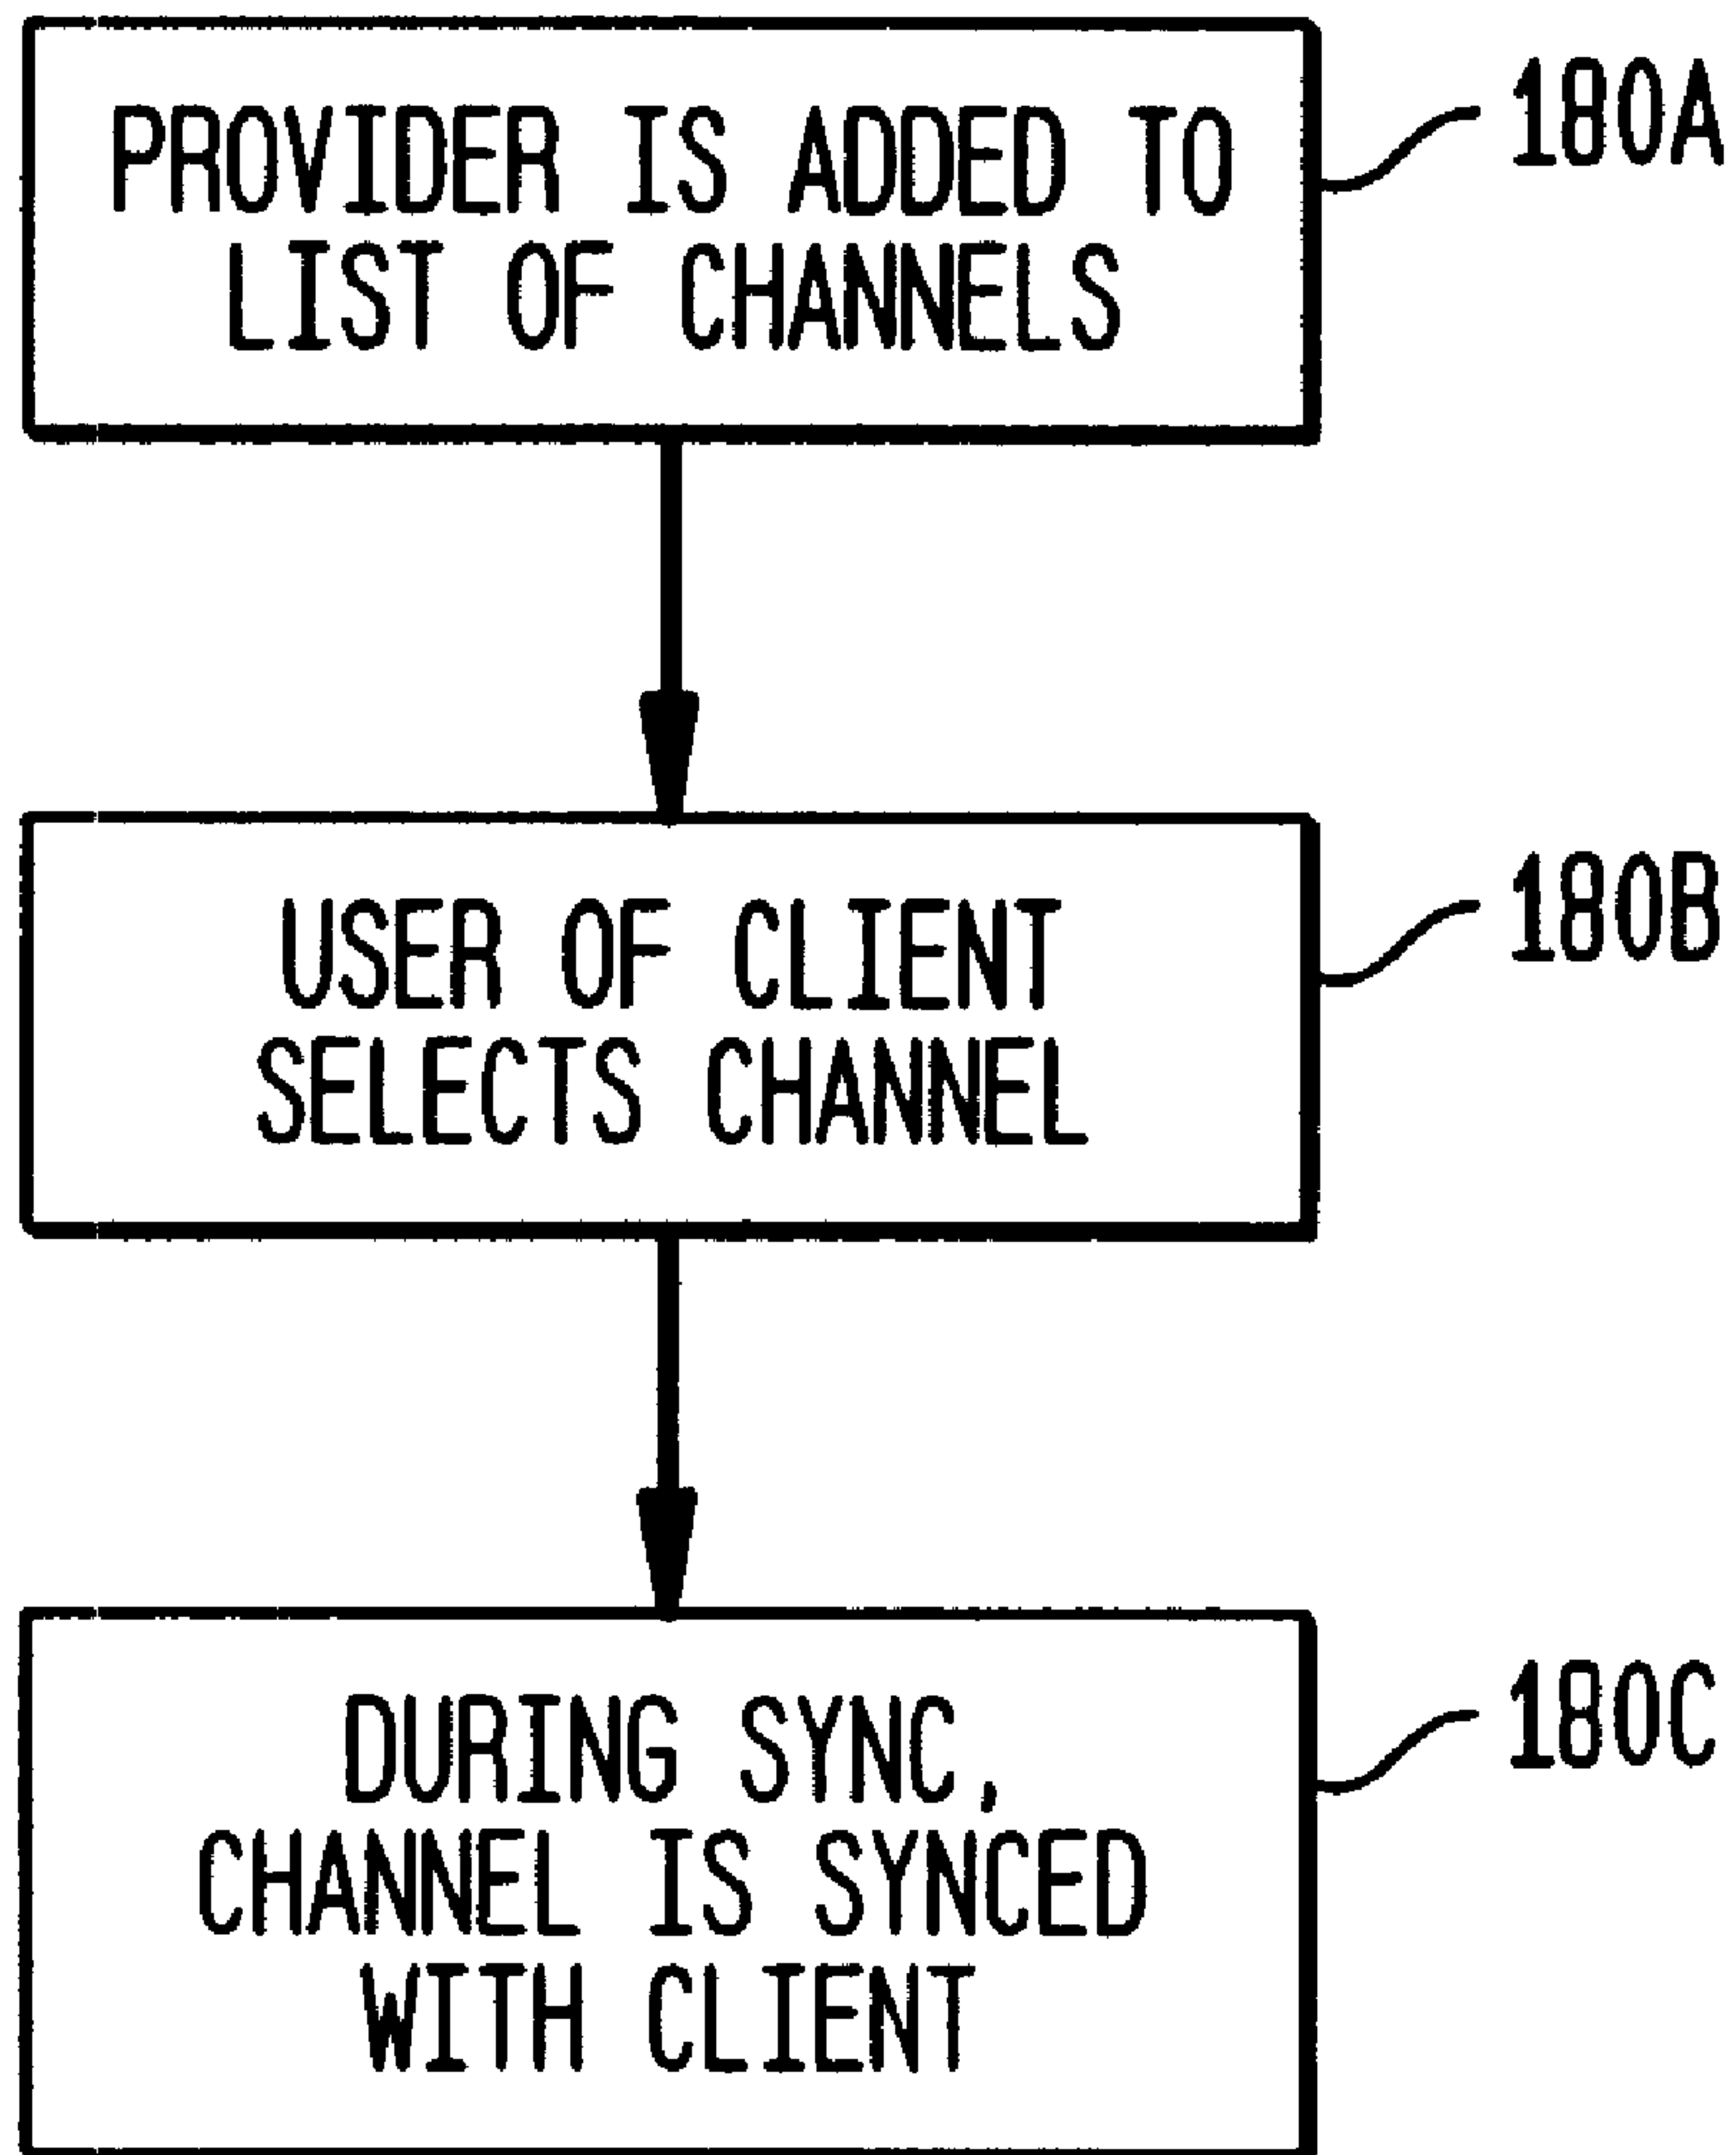 PROVIDER IS ADDED TO
LIST OF CHANNELS
180A
USER OF CLIENT
SELECTS CHANNEL
180B
DURING SYNC,
CHANNEL IS SYNCED
WITH CLIENT
180C